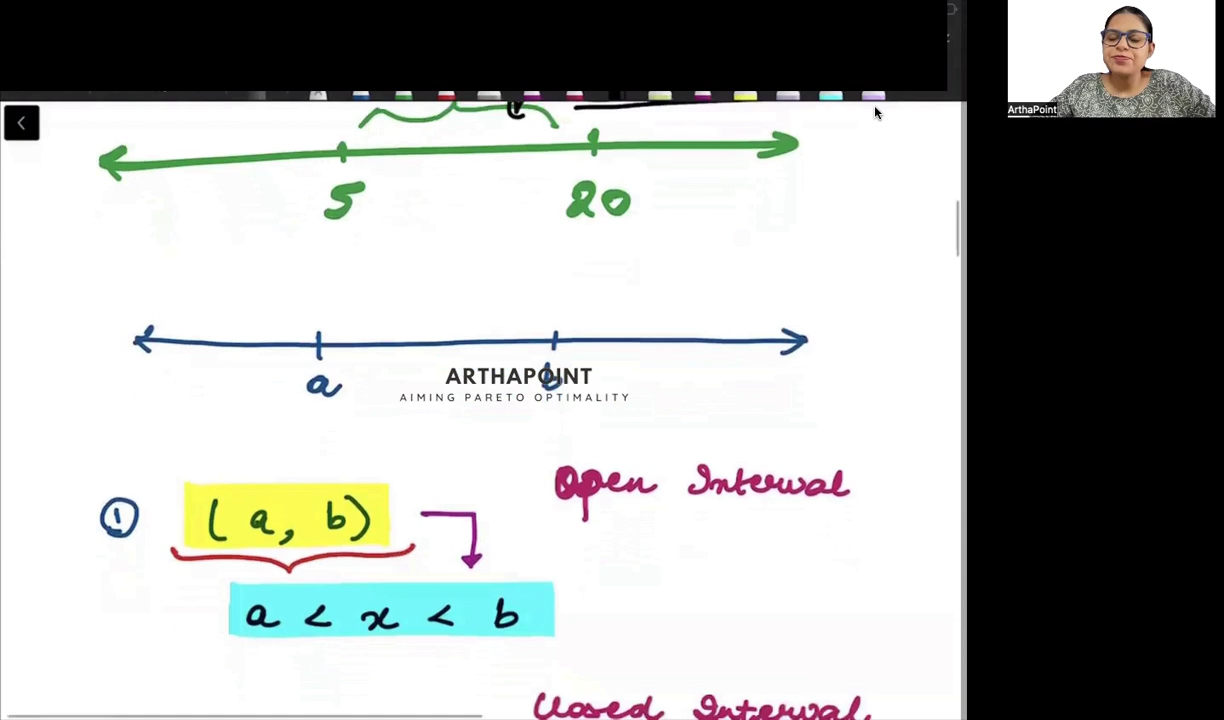 ArthaPoint
5 20
a b
ARTHAPOINT
AIMING PARETO OPTIMALITY
Open Interval
① (a, b)
a < x < b
Closed Interval